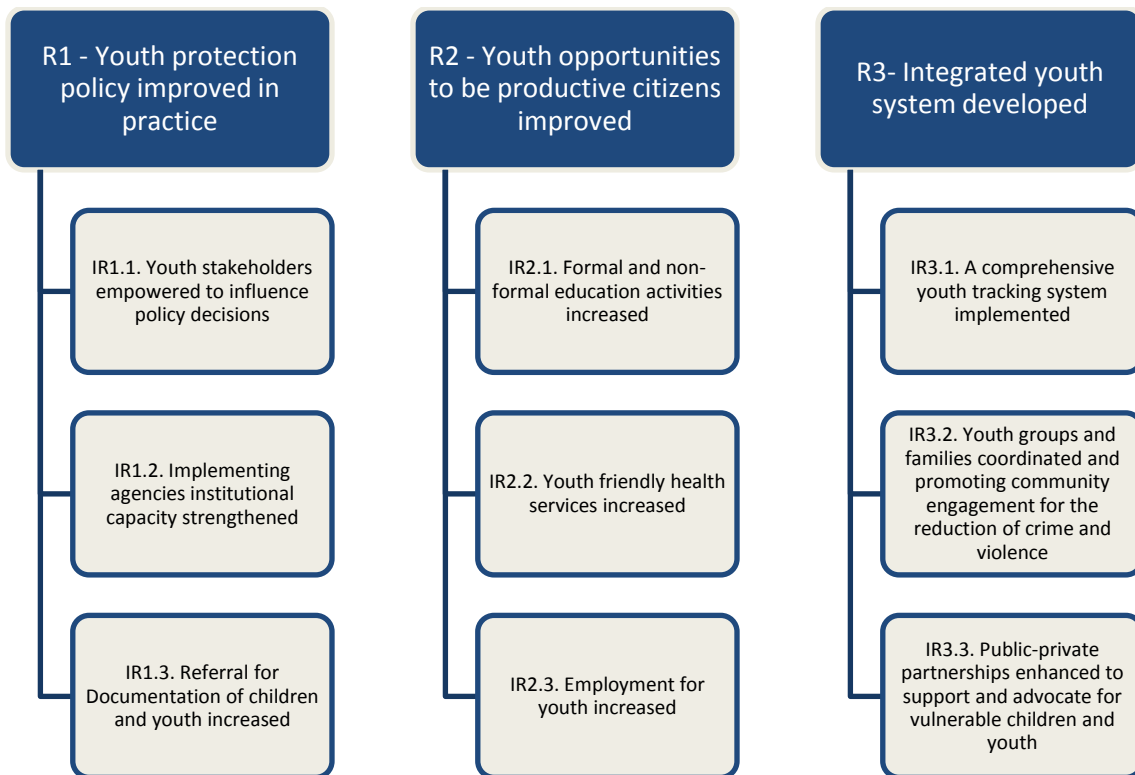 R1 - Youth protection
policy improved in
practice
IR1.1. Youth stakeholders
empowered to influence
policy decisions
IR1.2. Implementing
agencies institutional
capacity strengthened
IR1.3. Referral for
Documentation of children
and youth increased
R2 - Youth opportunities
to be productive citizens
improved
IR2.1. Formal and non-
formal education activities
increased
IR2.2. Youth friendly health
services increased
IR2.3. Employment for
youth increased
R3- Integrated youth
system developed
IR3.1. A comprehensive
youth tracking system
implemented
IR3.2. Youth groups and
families coordinated and
promoting community
engagement for the
reduction of crime and
violence
IR3.3. Public-private
partnerships enhanced to
support and advocate for
vulnerable children and
youth